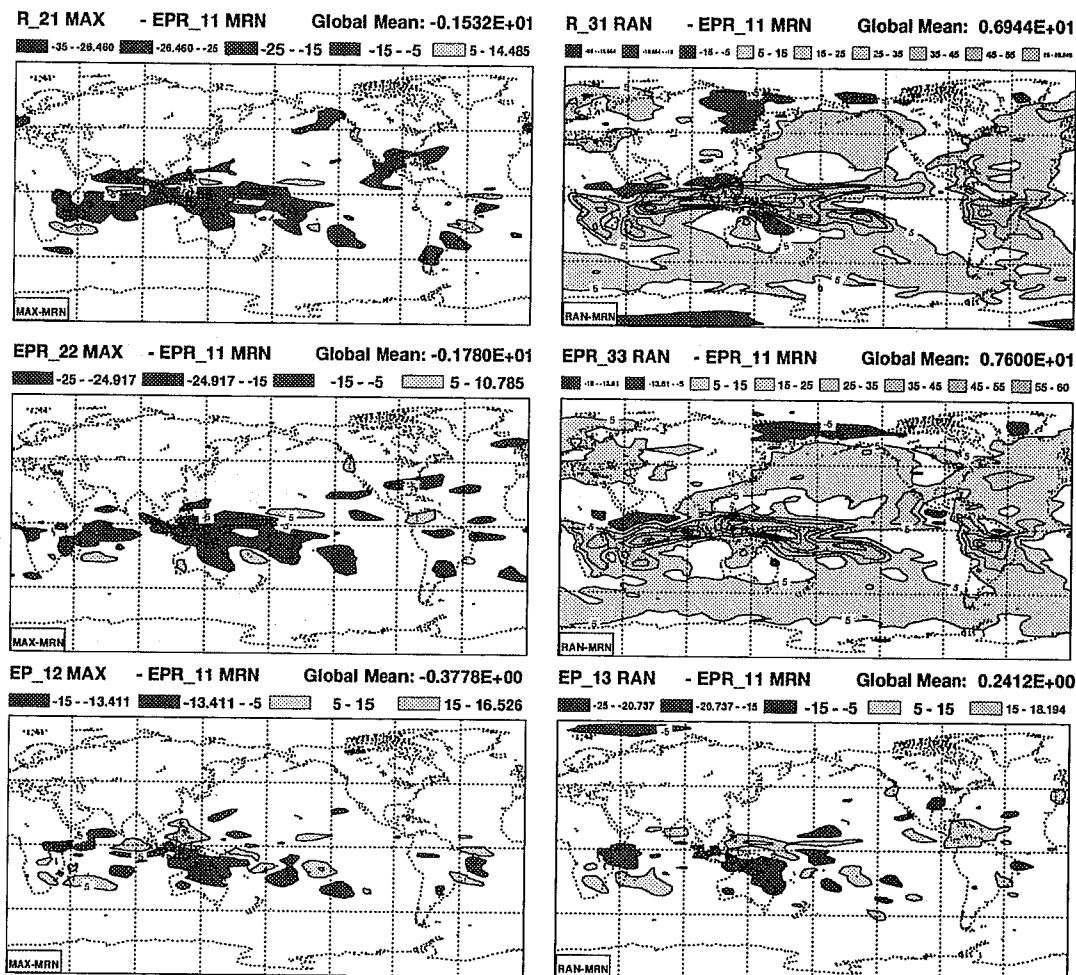 R_21 MAX - EPR_11 MRN Global Mean: -0.1532E+01
-35 - -26.460 -26.460 - -25 -25 - -15 -15 - -5 5 - 14.485
MAX-MRN
R_31 RAN - EPR_11 MRN Global Mean: 0.6944E+01
-15 - -5 5 - 15 15 - 25 25 - 35 35 - 45 45 - 55
RAN-MRN
EPR_22 MAX - EPR_11 MRN Global Mean: -0.1780E+01
-25 - -24.917 -24.917 - -15 -15 - -5 5 - 10.785
MAX-MRN
EPR_33 RAN - EPR_11 MRN Global Mean: 0.7600E+01
-15 - -13.61 -13.61 - -5 5 - 15 15 - 25 25 - 35 35 - 45 45 - 55 55 - 60
RAN-MRN
EP_12 MAX - EPR_11 MRN Global Mean: -0.3778E+00
-15 - -13.411 -13.411 - -5 5 - 15 15 - 16.526
MAX-MRN
EP_13 RAN - EPR_11 MRN Global Mean: 0.2412E+00
-25 - -20.737 -20.737 - -15 -15 - -5 5 - 15 15 - 18.194
RAN-MRN